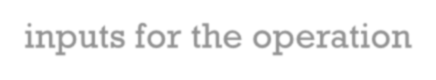 inputs for the operation